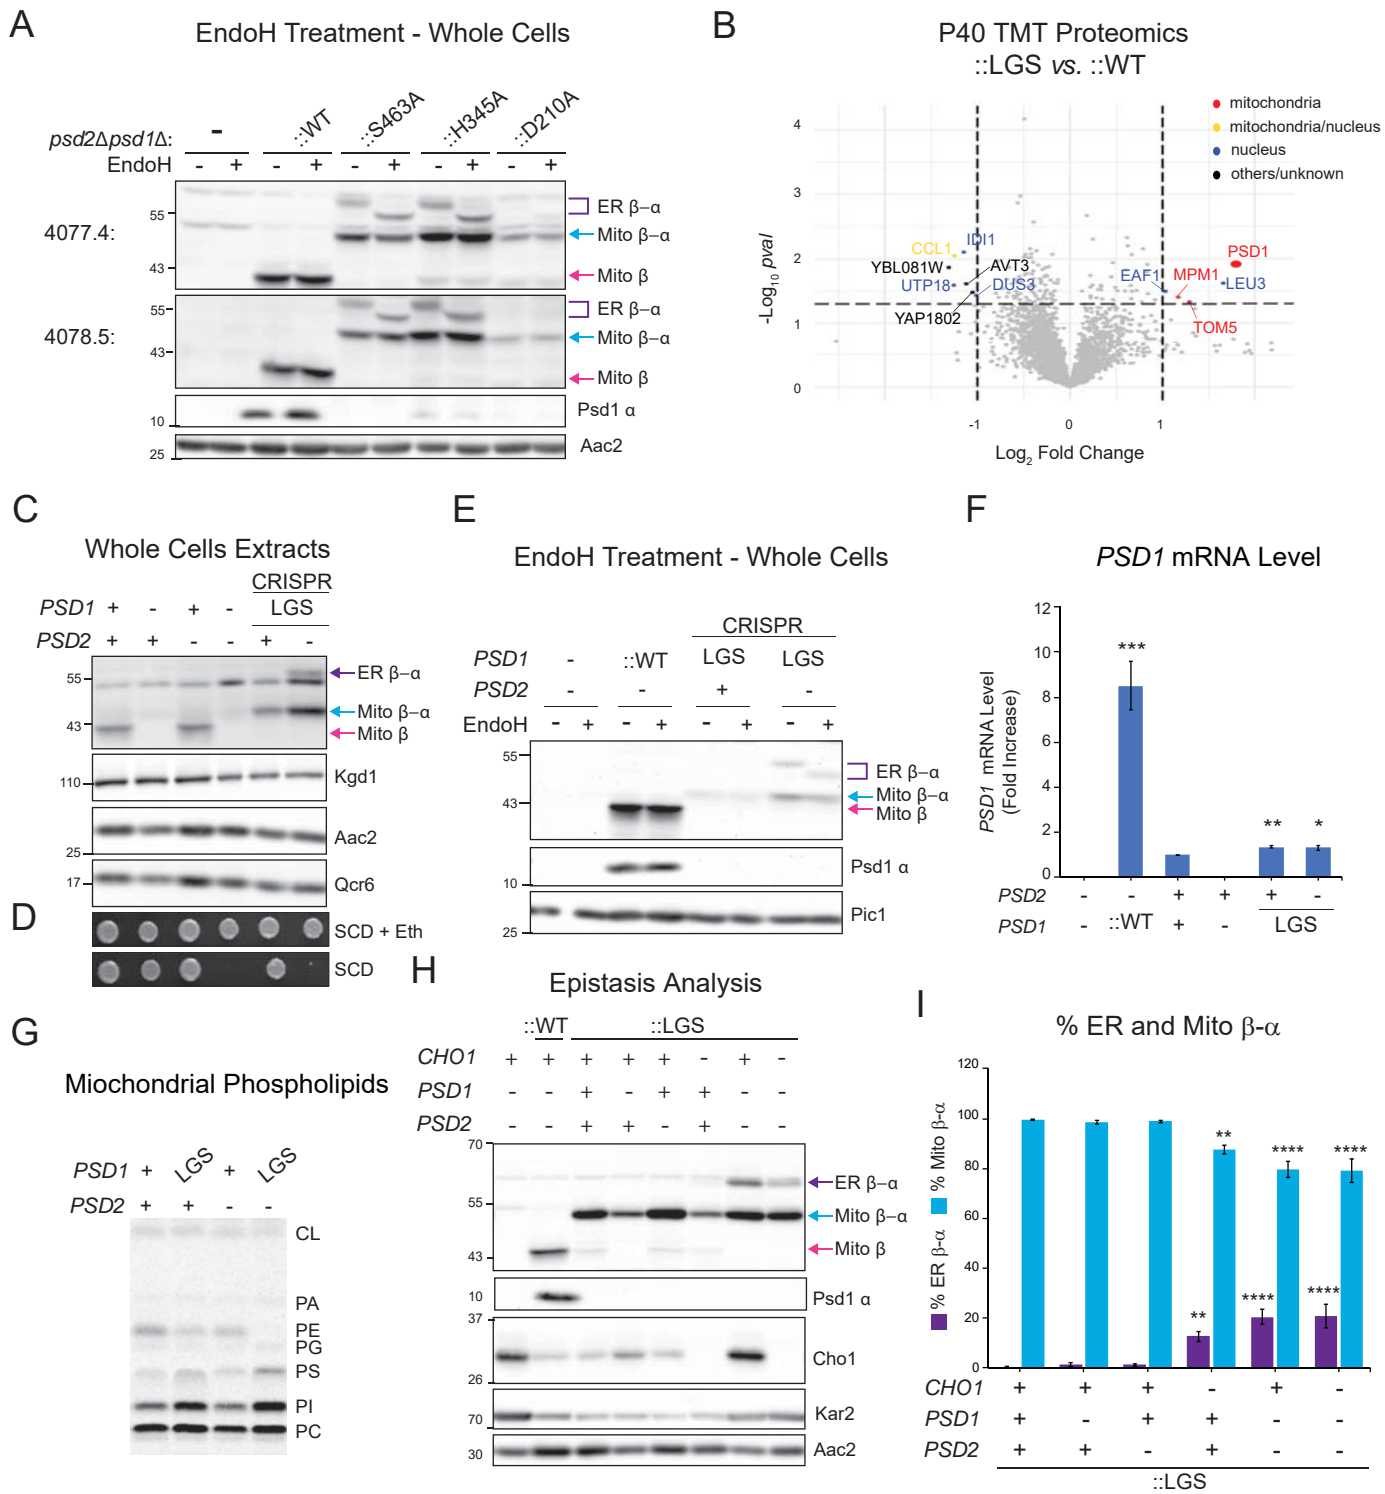 A
EndoH Treatment - Whole Cells
psd2Δpsd1Δ: - ::WT ::S463A ::H345A ::D210A
EndoH - + - + - + - + - +
4077.4:
55
43
ER β–α
Mito β-α
Mito β
4078.5:
43
ER β–α
Mito β-α
Mito β
10
Psd1 α
25
Aac2
B
P40 TMT Proteomics
::LGS vs. ::WT
mitochondria
mitochondria/nucleus
nucleus
others/unknown
-Log10 pval
4
3
2
1
0
CCL1
IDI1
YBL081W
AVT3
UTP18
DUS3
YAP1802
EAF1
MPM1
PSD1
LEU3
TOM5
-1 0 1
Log2 Fold Change
C
Whole Cells Extracts
CRISPR
PSD1 + - + - LGS
PSD2 + + - - + -
55
43
ER β–α
Mito β-α
Mito β
110
Kgd1
Aac2
25
17
Qcr6
D
SCD + Eth
SCD
E
EndoH Treatment - Whole Cells
CRISPR
PSD1 - ::WT LGS LGS
PSD2 - - + -
EndoH - + - + - + - +
55
43
ER β–α
Mito β-α
Mito β
10
Psd1 α
25
Pic1
F
PSD1 mRNA Level
PSD1 mRNA Level
(Fold Increase)
12
10
8
6
4
2
0
*** ** *
PSD2 - - + + + -
PSD1 - ::WT + - LGS
G
Miochondrial Phospholipids
PSD1 + LGS + LGS
PSD2 + + - -
CL
PA
PE
PG
PS
PI
PC
H
Epistasis Analysis
::WT ::LGS
CHO1 + + + + + - + -
PSD1 - - + - + + - -
PSD2 - - + + - + - -
70
55
43
ER β–α
Mito β-α
Mito β
10
Psd1 α
37
26
Cho1
70
Kar2
30
Aac2
I
% ER and Mito β-α
% ER β-α % Mito β-α
120
100
80
60
40
20
0
** **** ****
** **** ****
CHO1 + + + - + -
PSD1 + - + + - -
PSD2 + + - + - -
::LGS